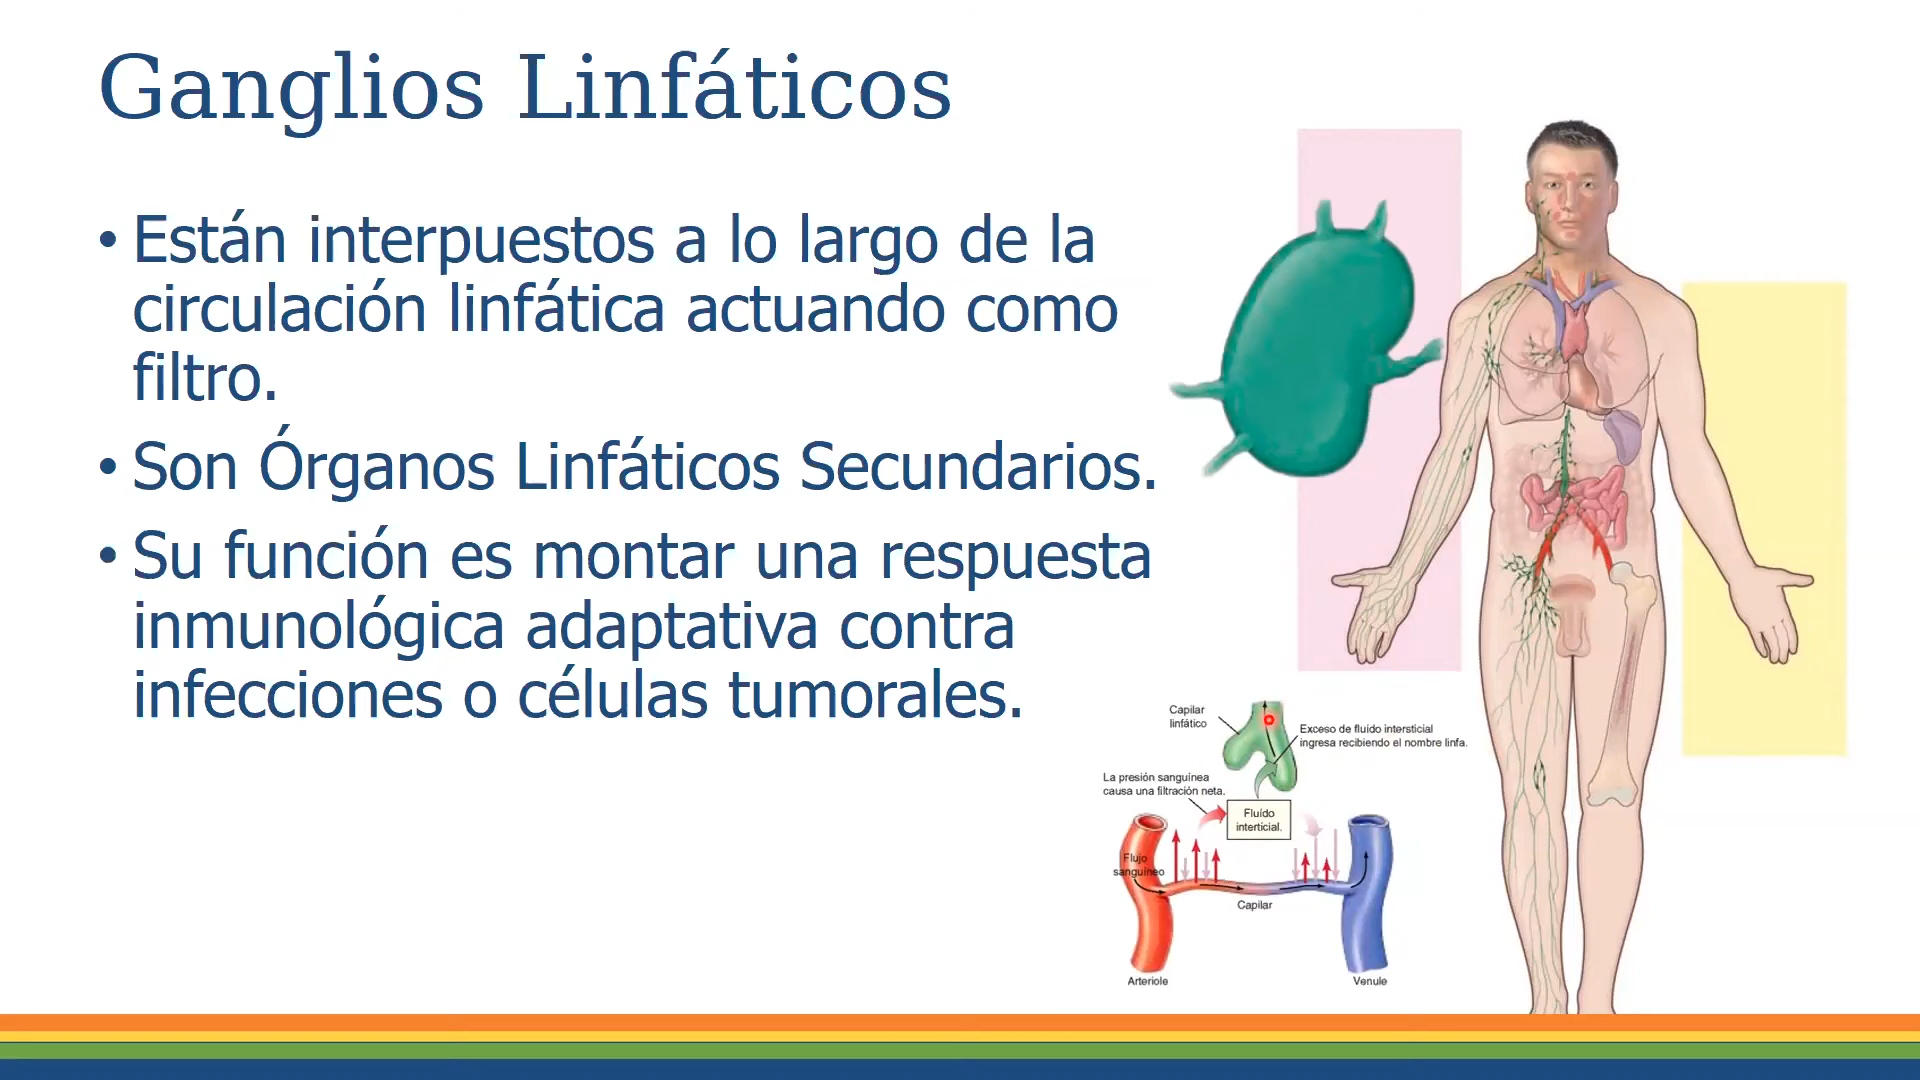 Ganglios Linfáticos
• Están interpuestos a lo largo de la
circulación linfática actuando como
filtro.
• Son Órganos Linfáticos Secundarios.
• Su función es montar una respuesta
inmunológica adaptativa contra
infecciones o células tumorales.
Capilar
linfático
Exceso de fluído intersticial
ingresa recibiendo el nombre linfa.
La presión sanguínea
causa una filtración neta.
Fluído
interticial.
Flujo
sanguíneo
Capilar
Arteriole
Venule